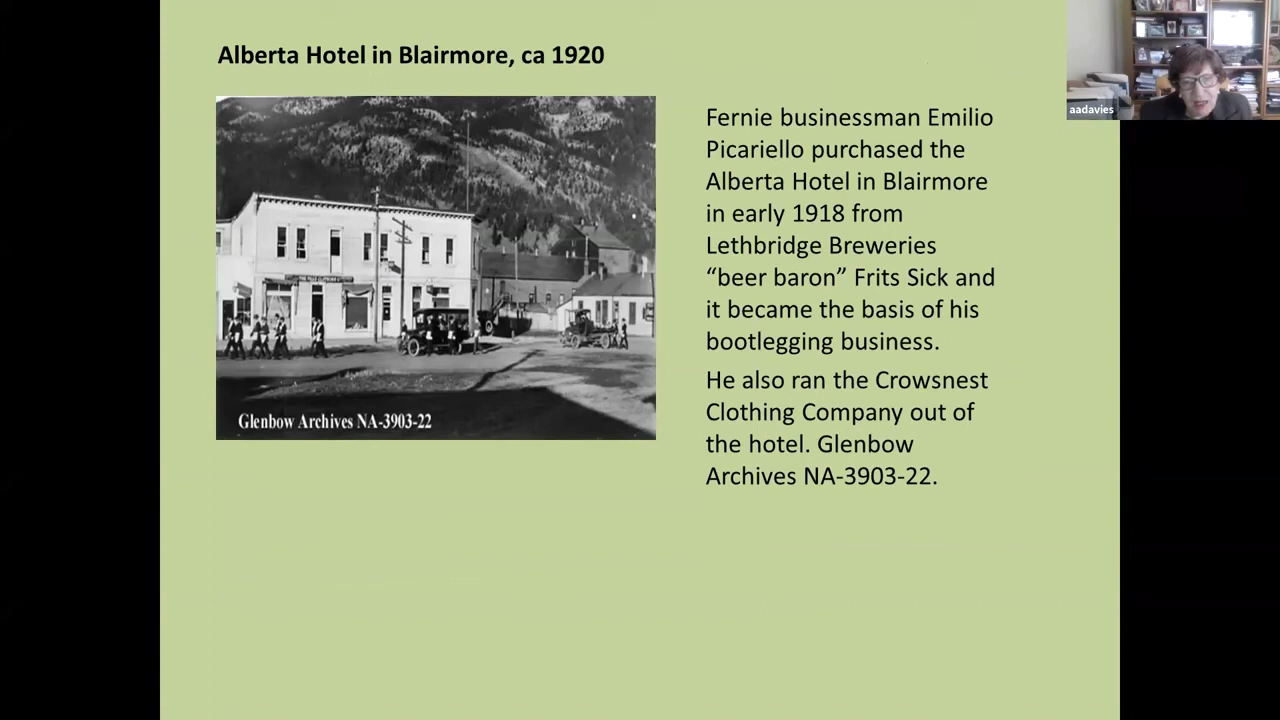 Alberta Hotel in Blairmore, ca 1920
Fernie businessman Emilio
Picariello purchased the
Alberta Hotel in Blairmore
in early 1918 from
Lethbridge Breweries
“beer baron” Frits Sick and
it became the basis of his
bootlegging business.
He also ran the Crowsnest
Clothing Company out of
the hotel. Glenbow
Archives NA-3903-22.
Glenbow Archives NA-3903-22
aadavies